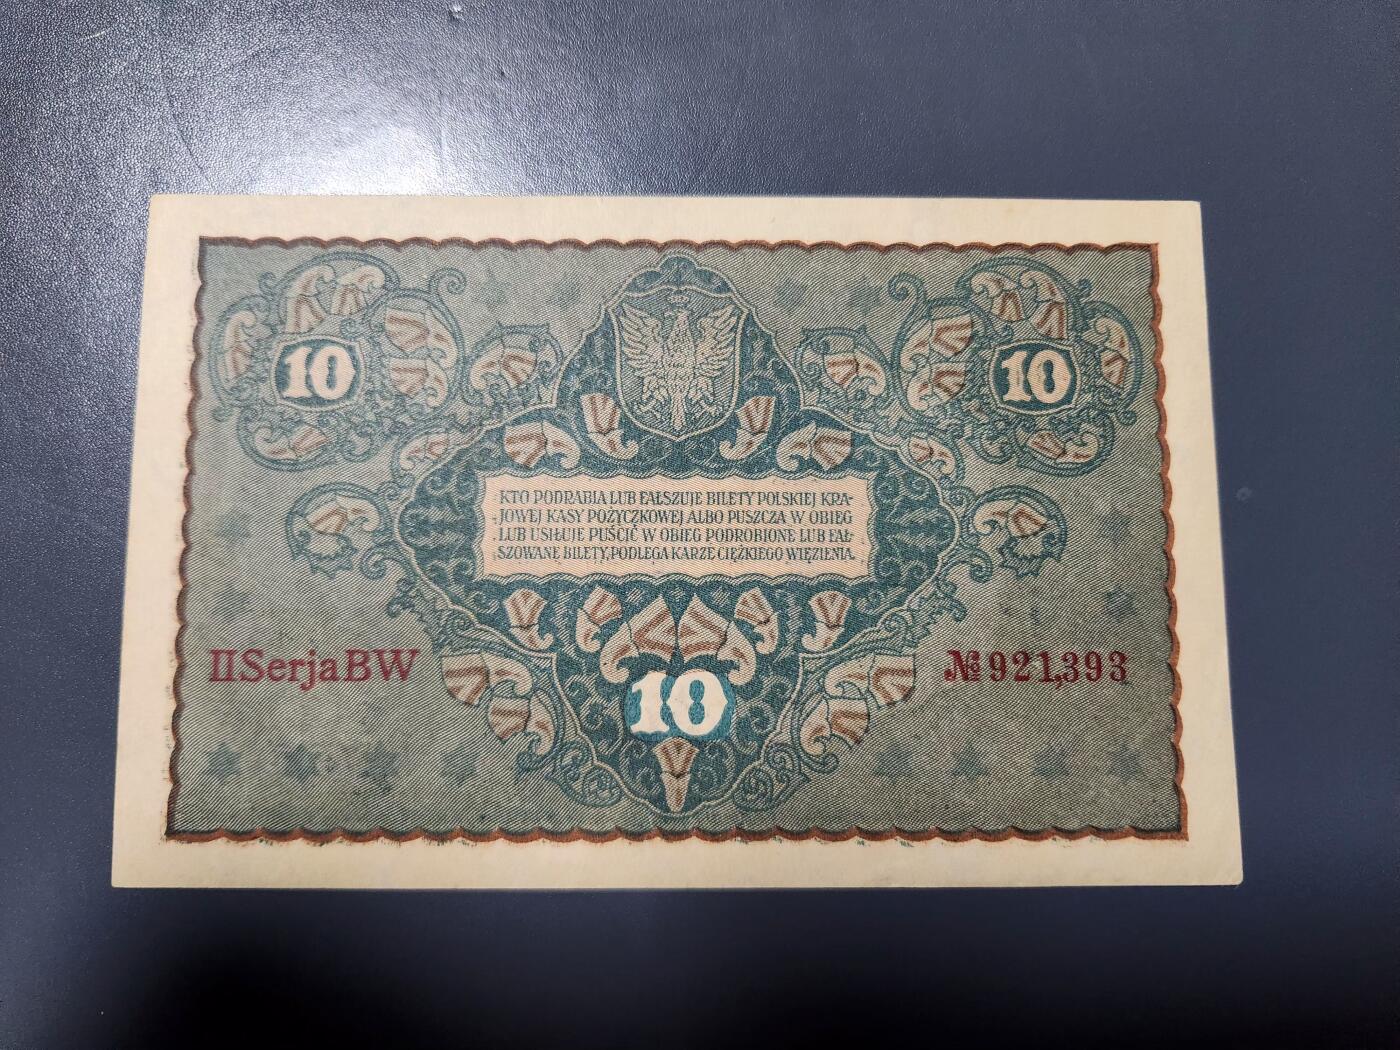 10
10
KTO PODRABIA LUB FAŁSZUJE BILETY POLSKIEJ KRA-
JOWEJ KASY POŻYCZKOWEJ ALBO PUSZCZA W OBIEG
LUB USIŁUJE PUŚCIĆ W OBIEG PODROBIONE LUB FAŁ-
SZOWANE BILETY, PODLEGA KARZE CIĘŻKIEGO WIĘZIENIA.
II Serja BW
№ 921,393
10